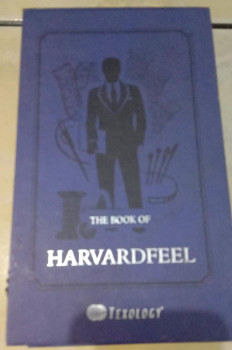 THE BOOK OF
HARVARDFEEL
TEXOLOGY